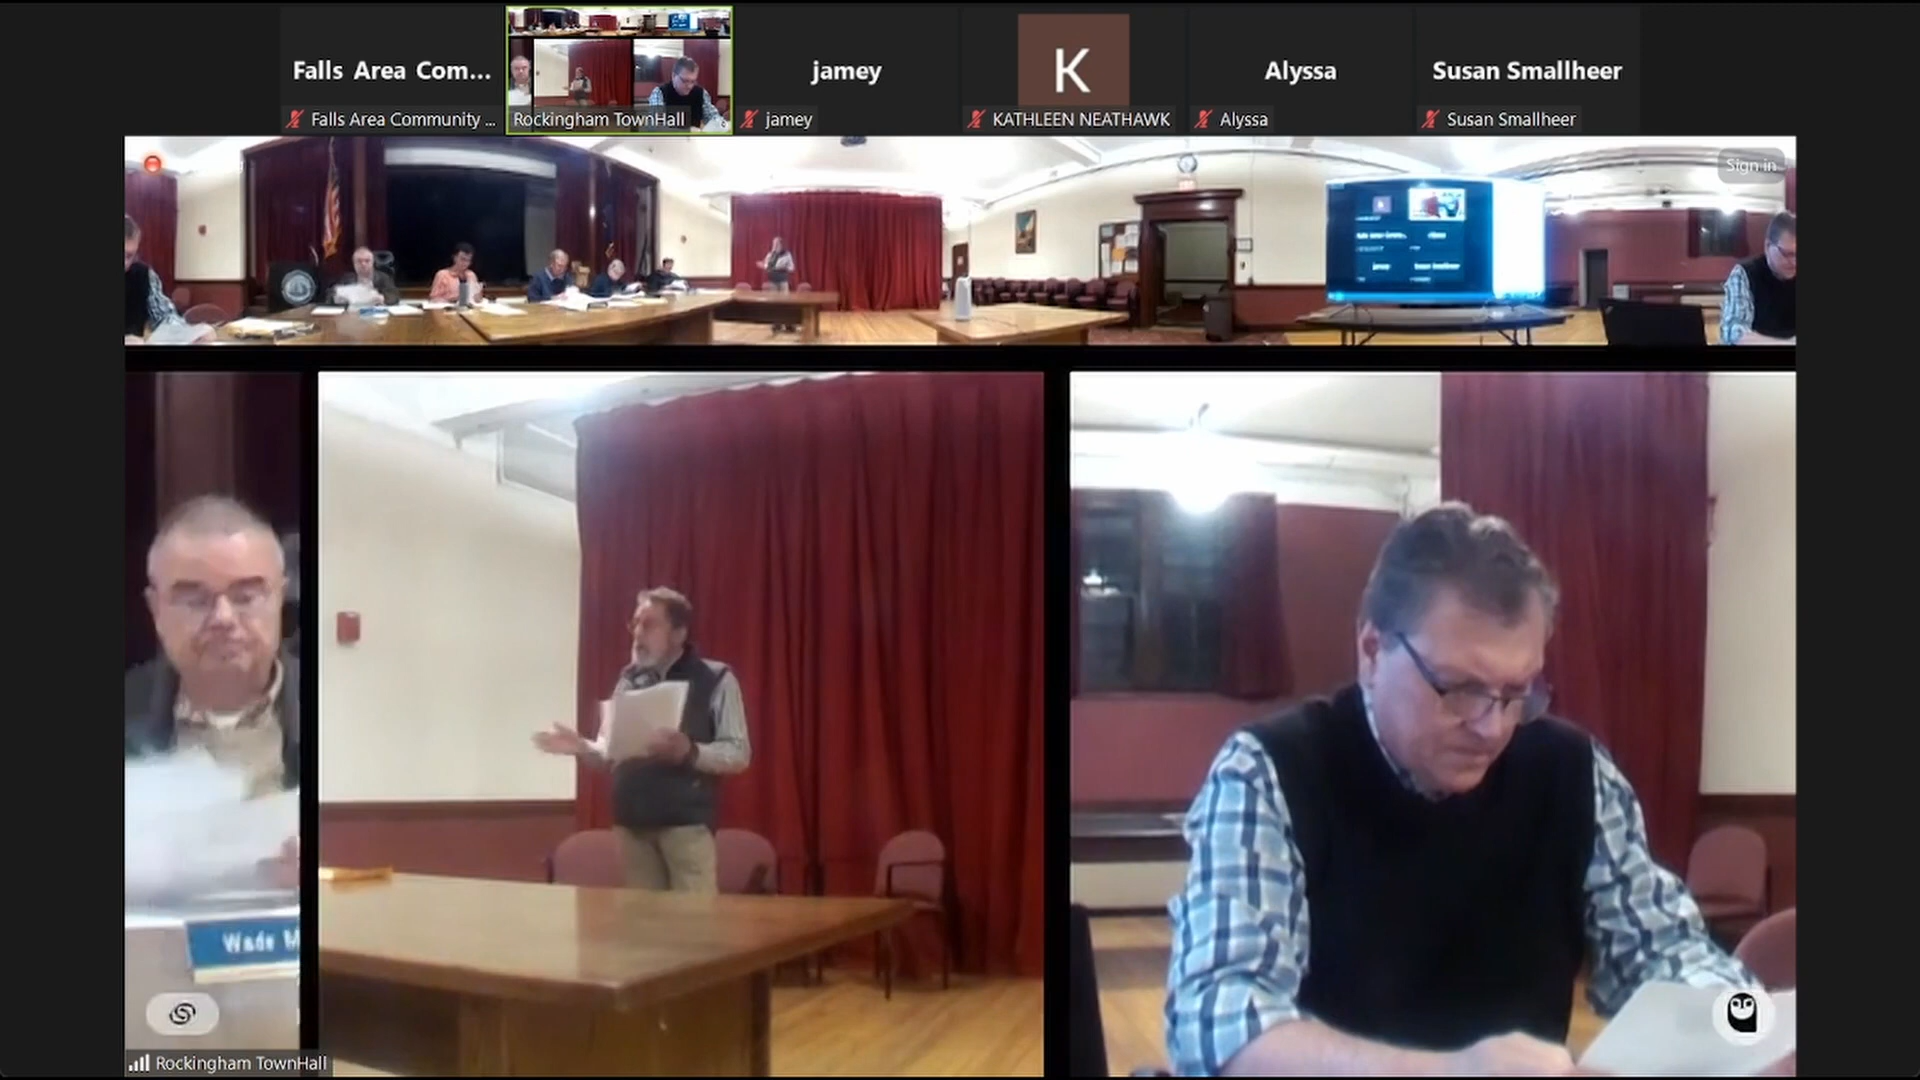 Falls Area Com...
jamey
K
Alyssa
Susan Smallheer
Falls Area Community ...
Rockingham TownHall
jamey
KATHLEEN NEATHAWK
Alyssa
Susan Smallheer
Sign in
Wade M
Rockingham TownHall